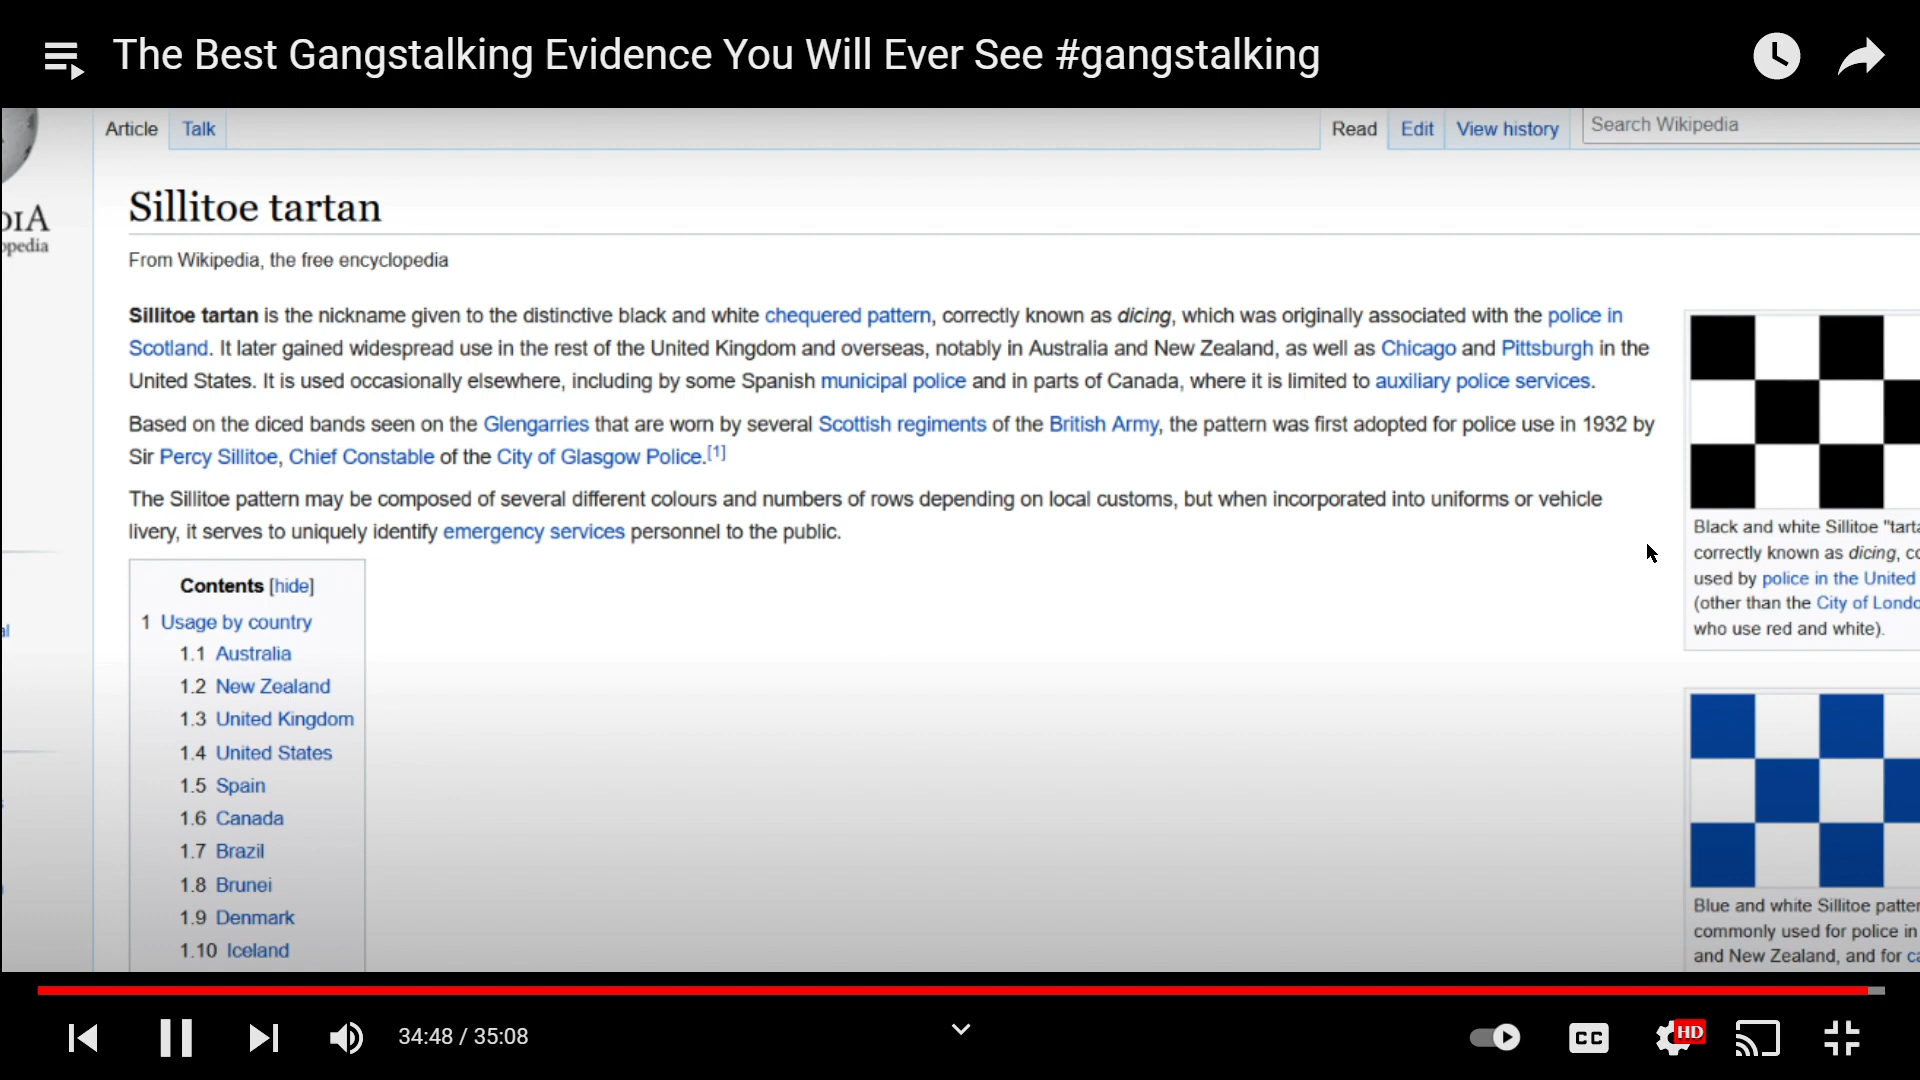 The Best Gangstalking Evidence You Will Ever See #gangstalking
Article Talk Read Edit View history Search Wikipedia
Sillitoe tartan
From Wikipedia, the free encyclopedia
Sillitoe tartan is the nickname given to the distinctive black and white chequered pattern, correctly known as dicing, which was originally associated with the police in
Scotland. It later gained widespread use in the rest of the United Kingdom and overseas, notably in Australia and New Zealand, as well as Chicago and Pittsburgh in the
United States. It is used occasionally elsewhere, including by some Spanish municipal police and in parts of Canada, where it is limited to auxiliary police services.
Based on the diced bands seen on the Glengarries that are worn by several Scottish regiments of the British Army, the pattern was first adopted for police use in 1932 by
Sir Percy Sillitoe, Chief Constable of the City of Glasgow Police.[1]
The Sillitoe pattern may be composed of several different colours and numbers of rows depending on local customs, but when incorporated into uniforms or vehicle
livery, it serves to uniquely identify emergency services personnel to the public.
Contents [hide]
1 Usage by country
1.1 Australia
1.2 New Zealand
1.3 United Kingdom
1.4 United States
1.5 Spain
1.6 Canada
1.7 Brazil
1.8 Brunei
1.9 Denmark
1.10 Iceland
Black and white Sillitoe "tarta
correctly known as dicing, co
used by police in the United
(other than the City of Londo
who use red and white).
Blue and white Sillitoe patter
commonly used for police in
and New Zealand, and for ca
34:48 / 35:08
CC
HD